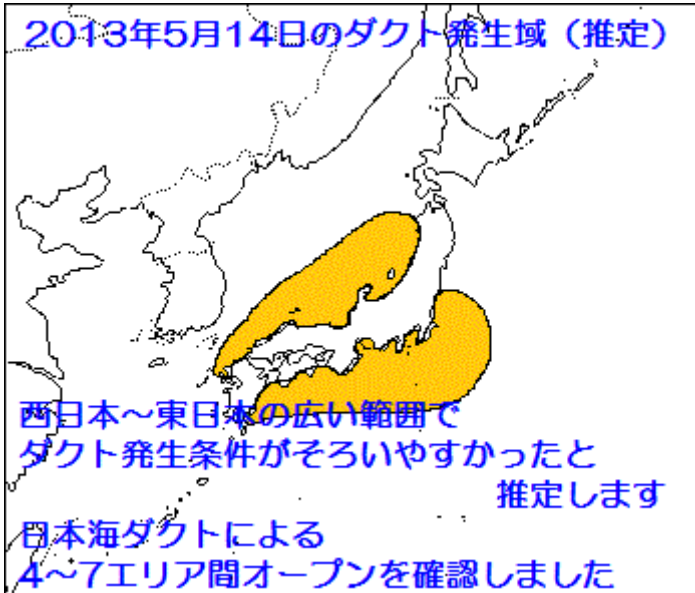 2013年5月14日のダクト発生域（推定）
西日本～東日本の広い範囲で
ダクト発生条件がそろいやすかったと
推定します
日本海ダクトによる
4～7エリア間オープンを確認しました